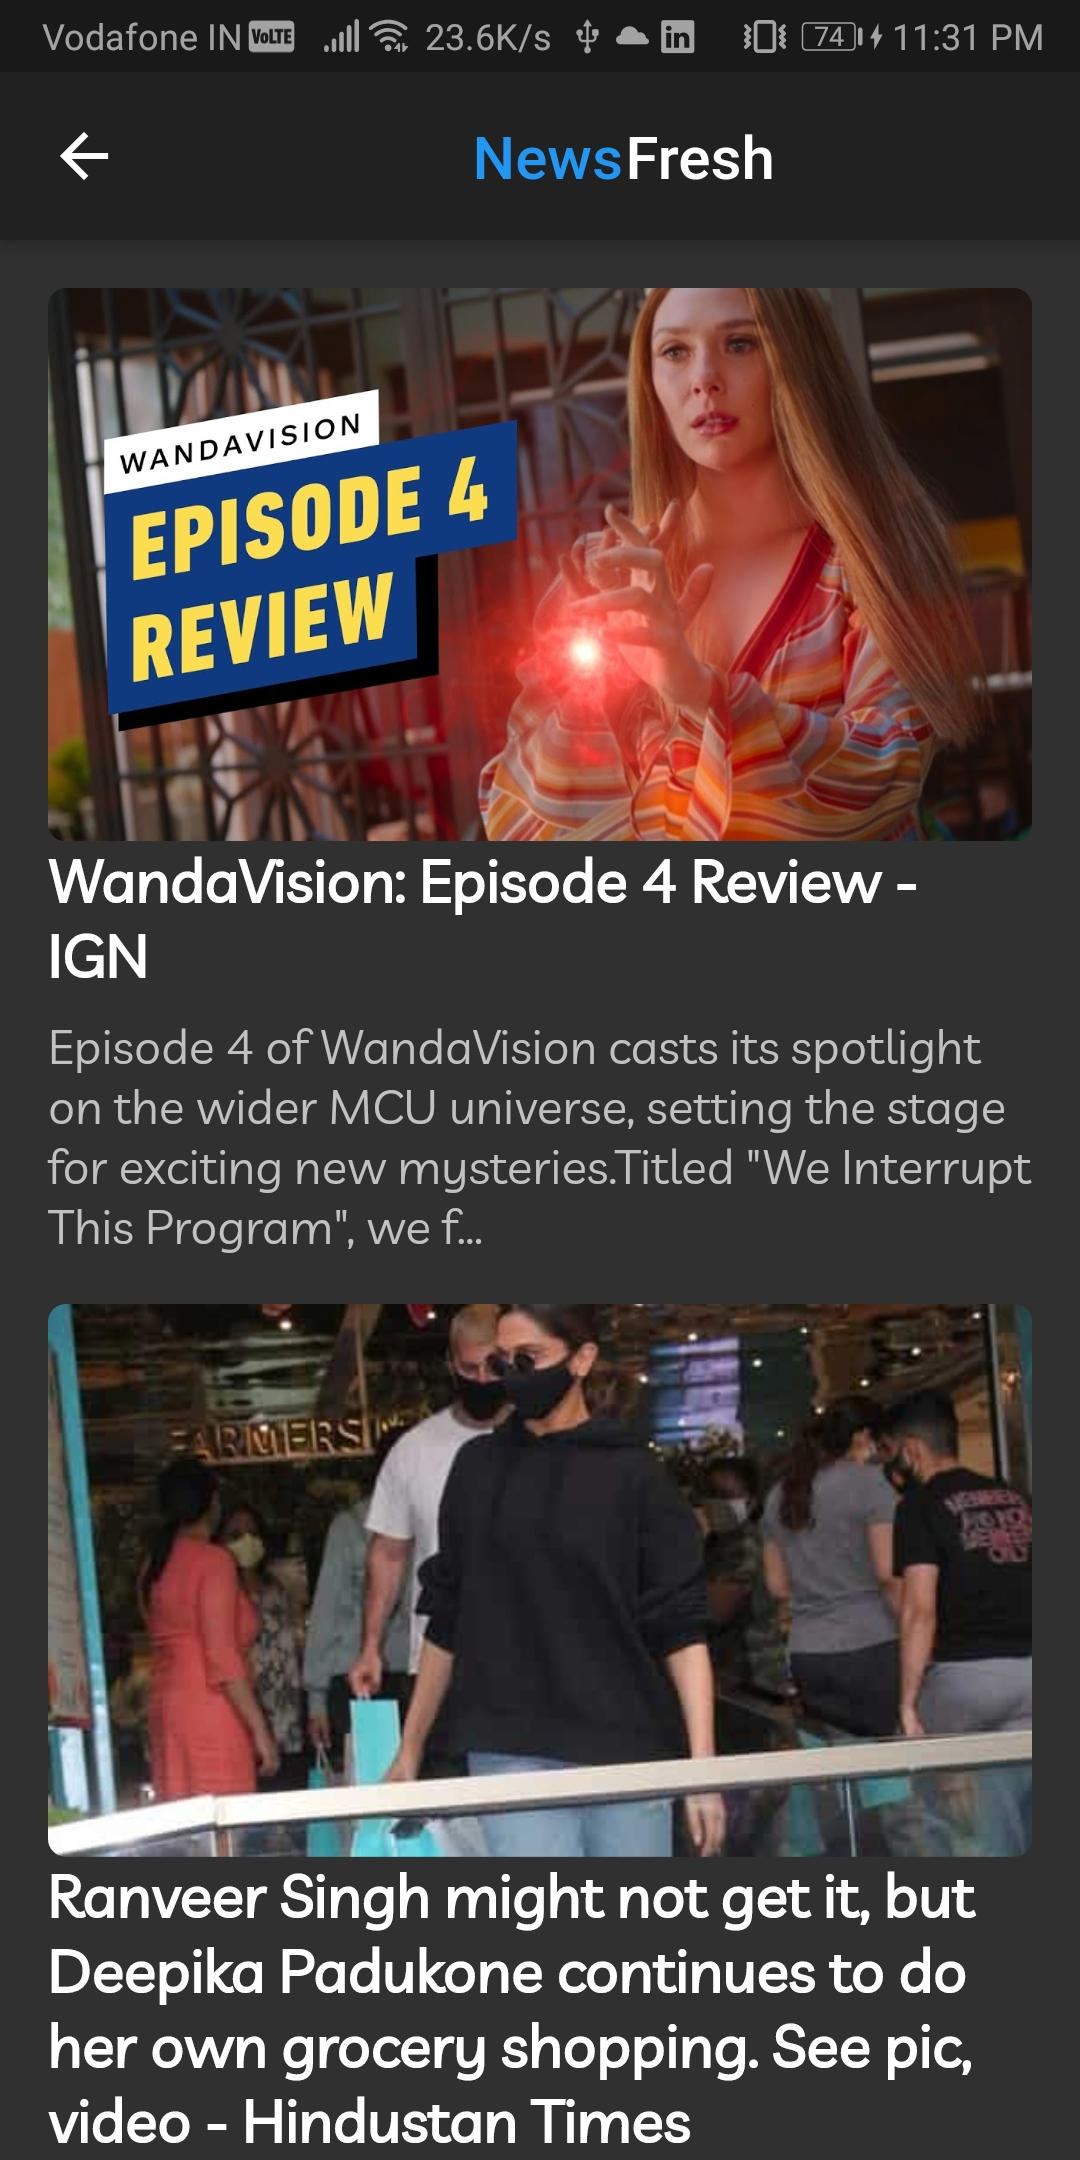 Vodafone IN VoLTE 23.6K/s in 74 11:31 PM
NewsFresh
WANDAVISION
EPISODE 4
REVIEW
WandaVision: Episode 4 Review -
IGN
Episode 4 of WandaVision casts its spotlight
on the wider MCU universe, setting the stage
for exciting new mysteries.Titled "We Interrupt
This Program", we f...
FARMERS
Ranveer Singh might not get it, but
Deepika Padukone continues to do
her own grocery shopping. See pic,
video - Hindustan Times